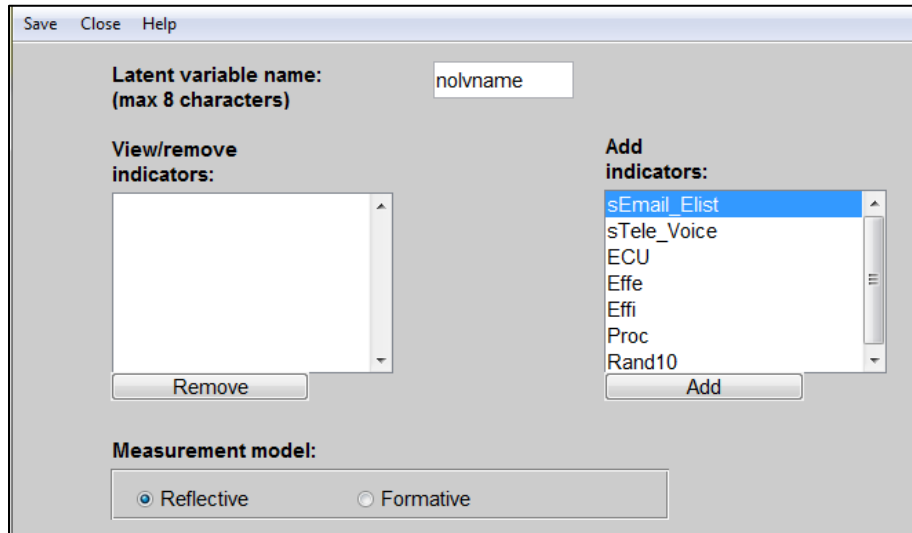 Save Close Help
Latent variable name:
(max 8 characters)
nolvname
View/remove
indicators:
Add
indicators:
sEmail_Elist
sTele_Voice
ECU
Effe
Effi
Proc
Rand10
Remove
Add
Measurement model:
Reflective Formative